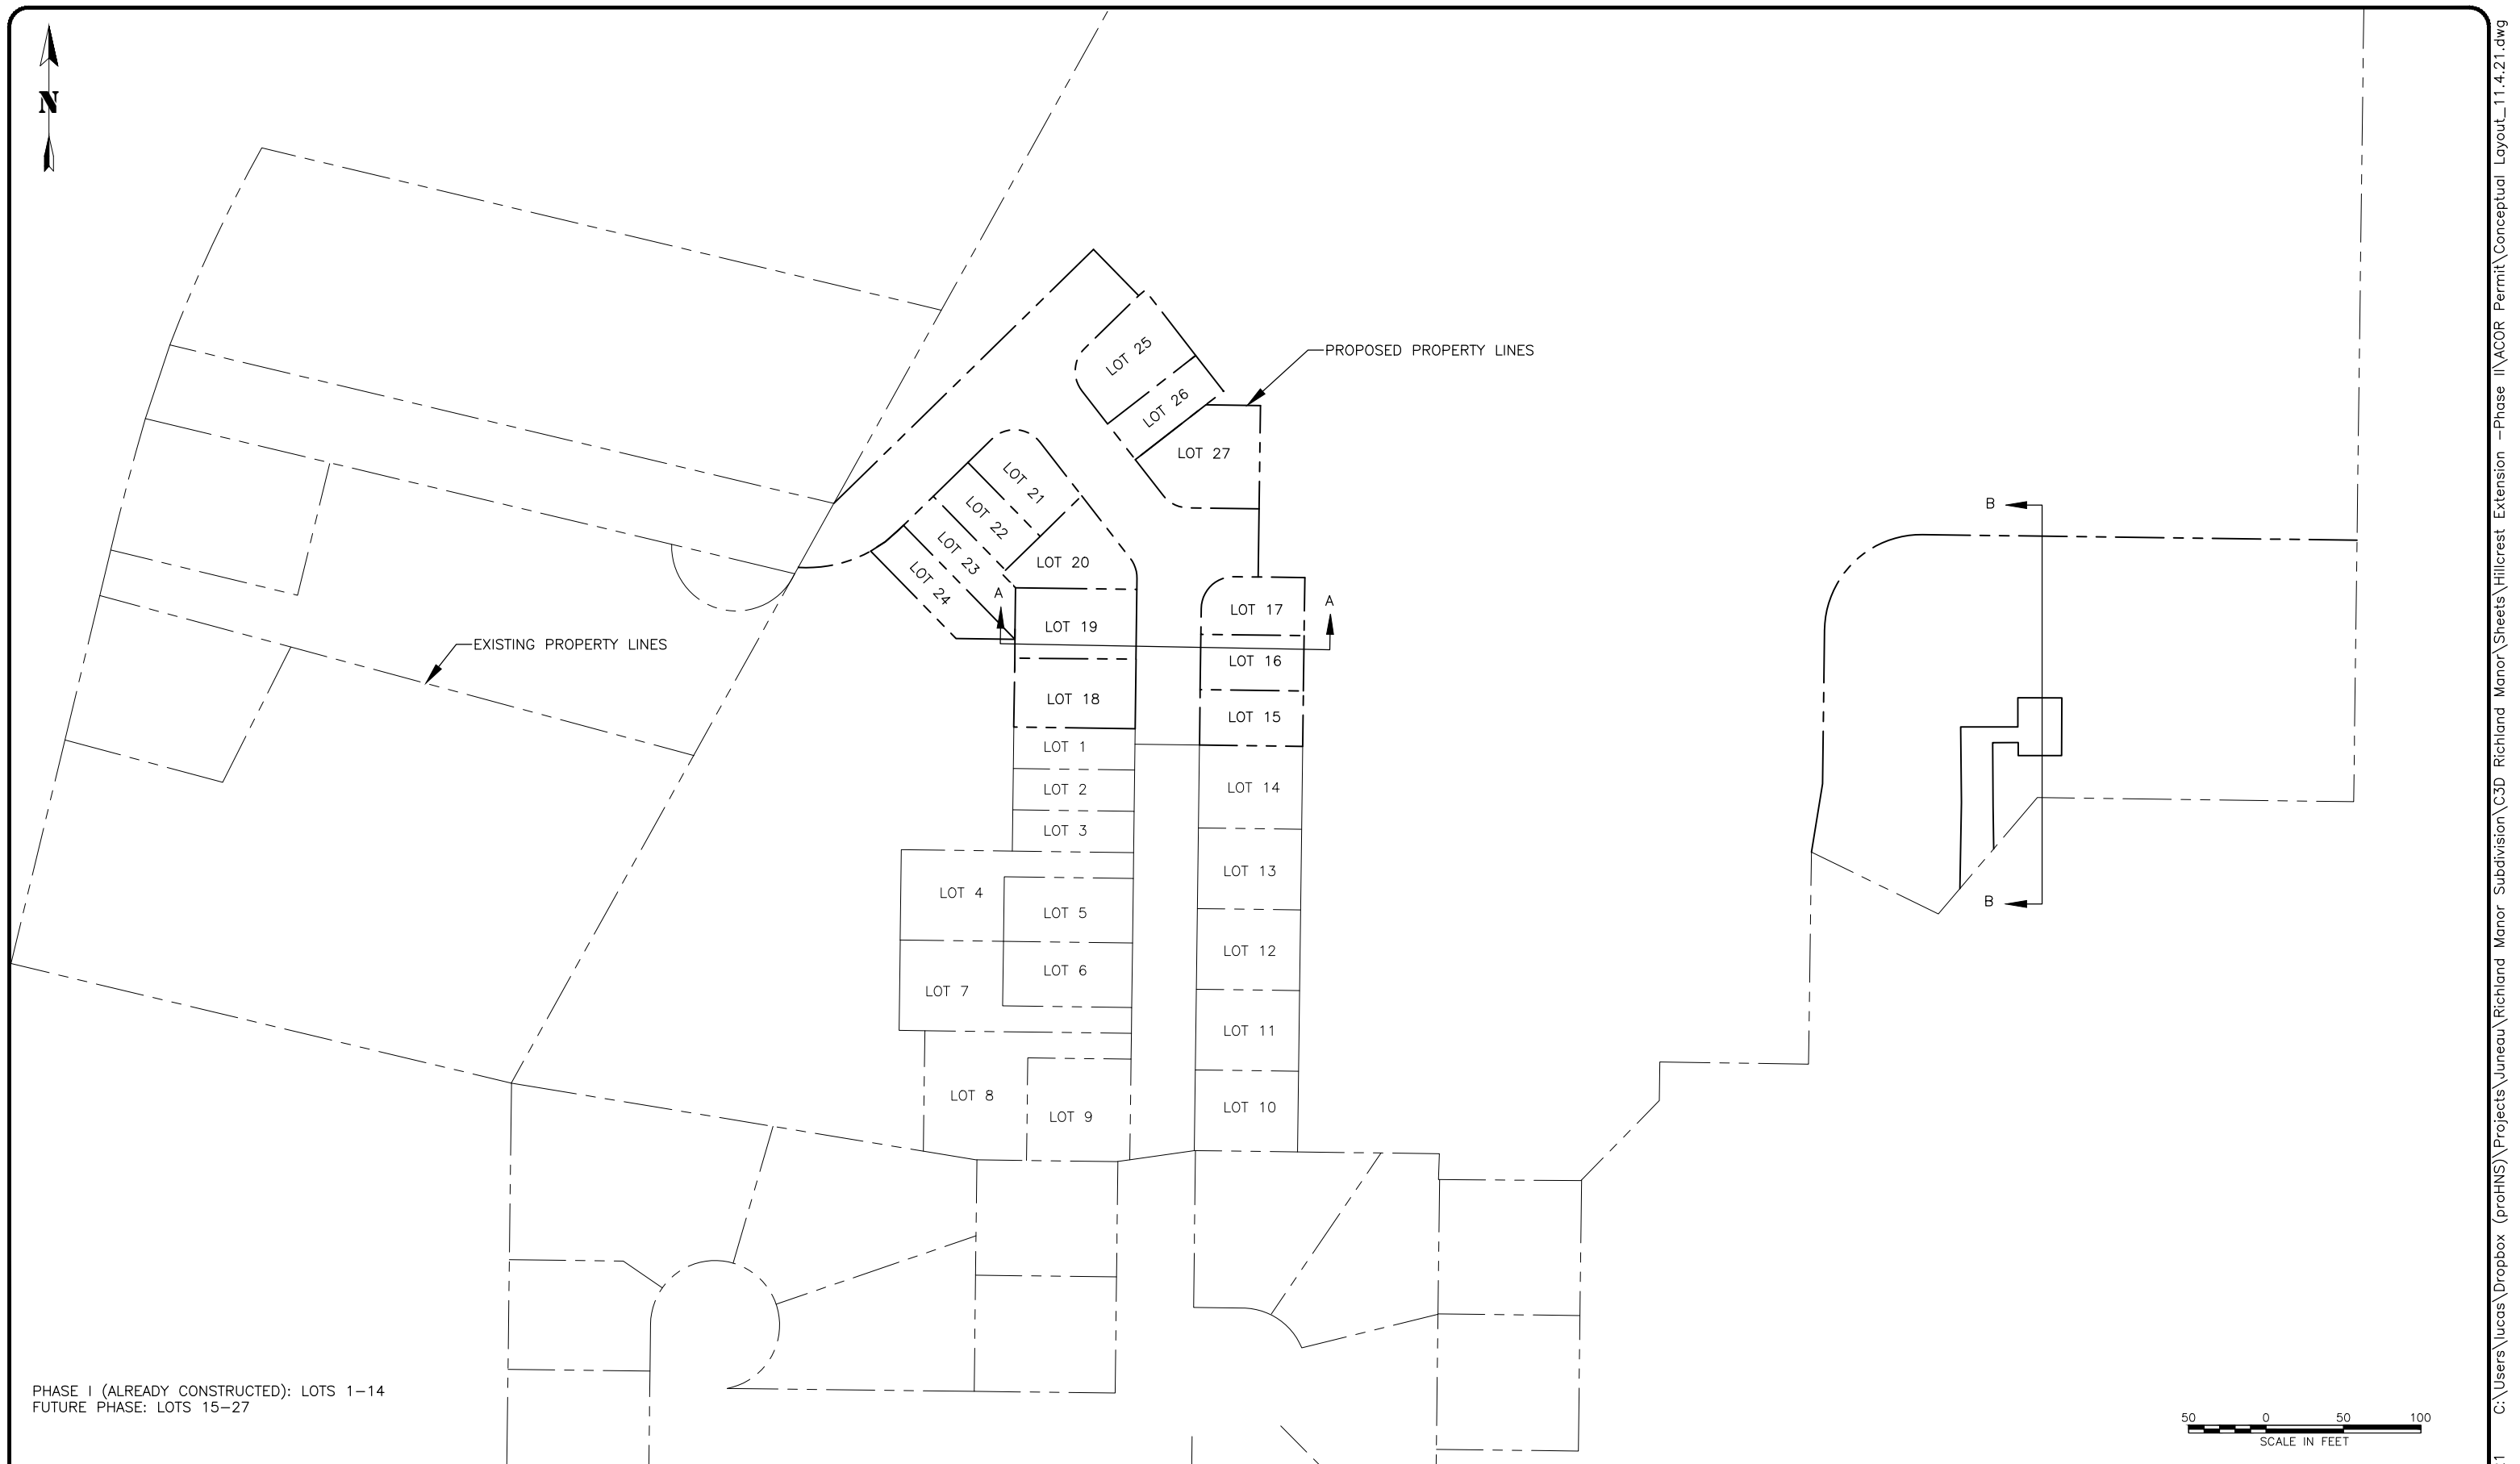 N
LOT 25
PROPOSED PROPERTY LINES
LOT 26
LOT 27
LOT 21
LOT 22
LOT 23
LOT 24
LOT 20
B
A
A
LOT 17
LOT 19
EXISTING PROPERTY LINES
LOT 16
LOT 18
LOT 15
LOT 1
LOT 2
LOT 14
LOT 3
LOT 13
LOT 4
B
LOT 5
LOT 12
LOT 6
LOT 7
LOT 11
LOT 8
LOT 10
LOT 9
PHASE I (ALREADY CONSTRUCTED): LOTS 1-14
FUTURE PHASE: LOTS 15-27
50 0 50 100
SCALE IN FEET
C:\Users\lucas\Dropbox (proHNS)\Projects\Juneau\Richland Manor Subdivision\C3D Richland Manor\Sheets\Hillcrest Extension -Phase II\ACOR Permit\Conceptual Layout_11.4.21.dwg